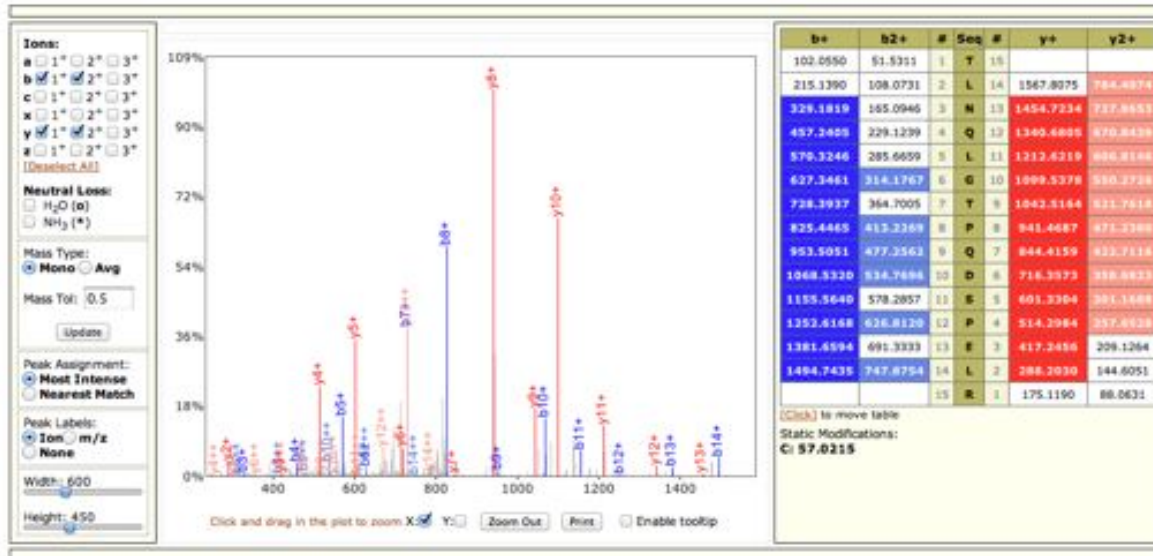 Ions:
a 1+ 2+ 3+
b 1+ 2+ 3+
c 1+ 2+ 3+
x 1+ 2+ 3+
y 1+ 2+ 3+
z 1+ 2+ 3+
[Deselect All]
Neutral Loss:
H2O (o)
NH3 (*)
Mass Type:
Mono Avg
Mass Tol: 0.5
Update
Peak Assignment:
Most Intense
Nearest Match
Peak Labels:
Ion m/z
None
Width: 600
Height: 450
109%
90%
72%
54%
36%
18%
0%
400 600 800 1000 1200 1400
y8+
y10+
b8+
y5+
y4+
b5+
b10+
y11+
b11+
b12+
y12+
b13+
y13+
b14+
Click and drag in the plot to zoom X: Y: Zoom Out Print Enable tooltip
b+ b2+ # Seq # y+ y2+
102.0550 51.5311 1 T 15
215.1390 108.0731 2 L 14 1567.8075 784.4074
329.1819 165.0946 3 N 13 1454.7234
457.2405 229.1239 4 Q 12 1340.6805
570.3246 285.6659 5 L 11 1212.6219
627.3461 314.1767 6 G 10 1099.5378
728.3937 364.7005 7 T 9 1042.5164
825.4465 413.2269 8 P 8 941.4687
953.5051 477.2562 9 Q 7 844.4159
1068.5320 534.7696 10 D 6 716.3573
1155.5640 578.2857 11 S 5 601.3304
1252.6168 626.8120 12 P 4 514.2984
1381.6594 691.3333 13 E 3 417.2456 209.1264
1494.7435 747.8754 14 L 2 288.2030 144.6051
15 R 1 175.1190 88.0631
[Click] to move table
Static Modifications:
C: 57.0215